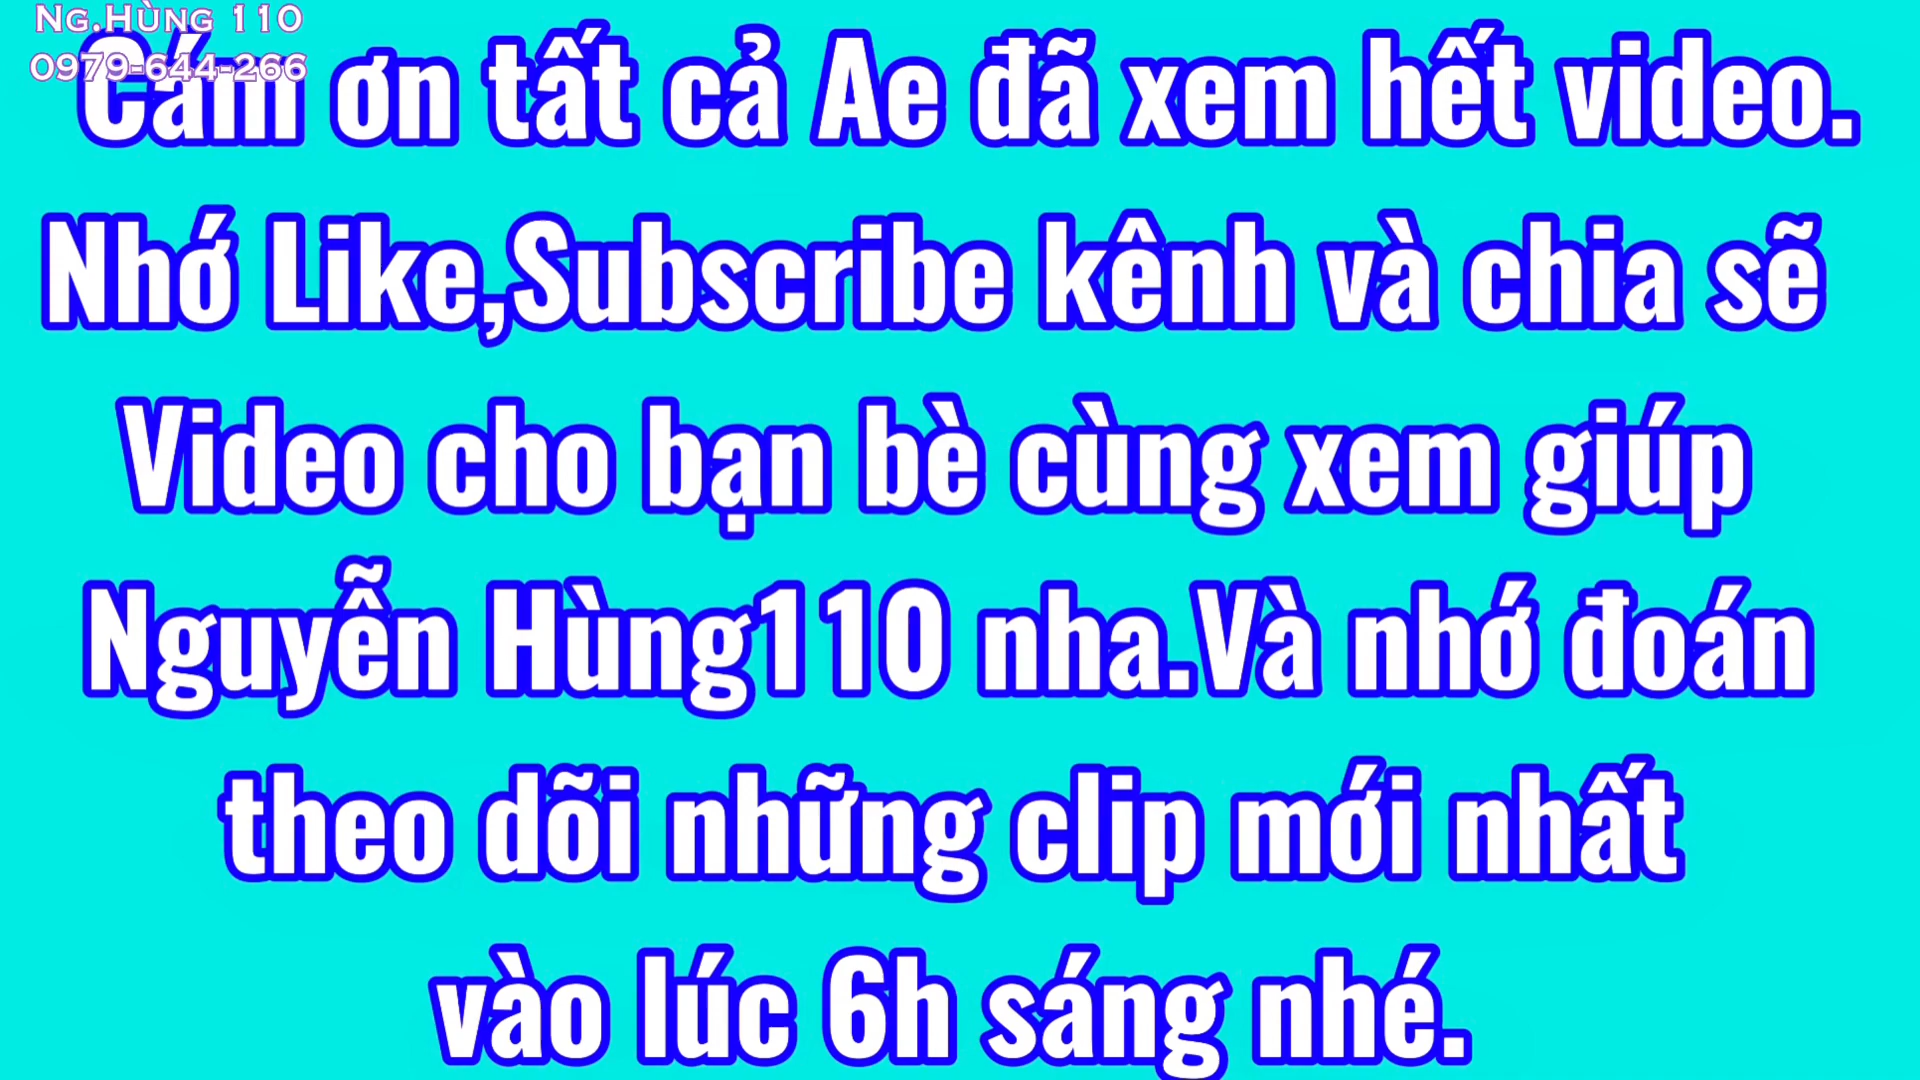 Ng.Hùng 110
0979-644-266
Cám ơn tất cả Ae đã xem hết video.
Nhớ Like,Subscribe kênh và chia sẽ
Video cho bạn bè cùng xem giúp
Nguyễn Hùng110 nha.Và nhớ đoán
theo dõi những clip mới nhất
vào lúc 6h sáng nhé.